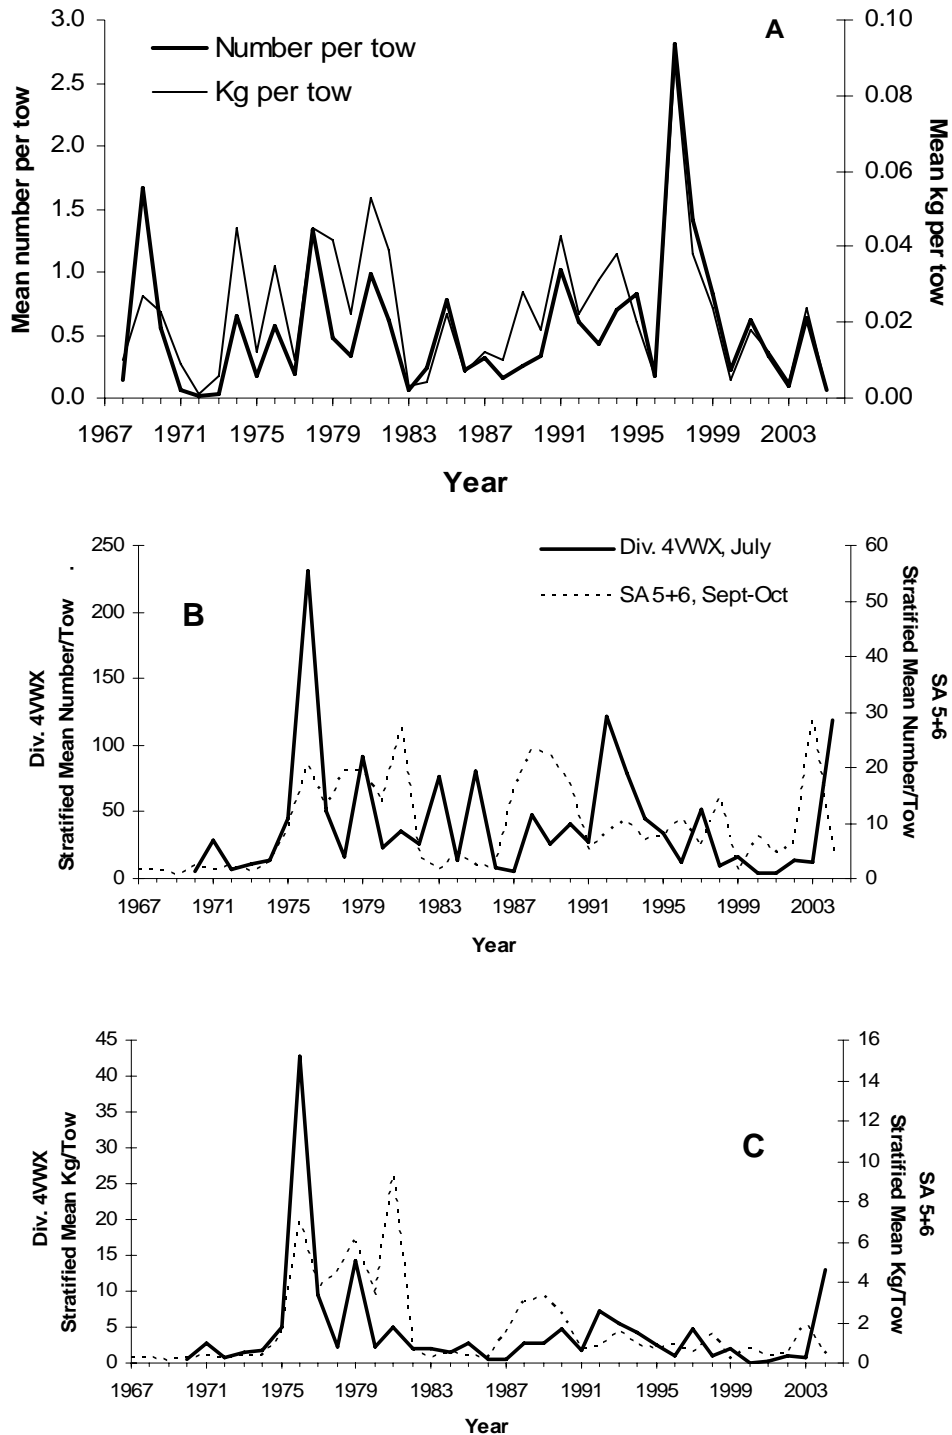 A
Number per tow
Kg per tow
Mean number per tow
3.0
2.5
2.0
1.5
1.0
0.5
0.0
0.10
0.08
0.06
0.04
0.02
0.00
Mean kg per tow
1967 1971 1975 1979 1983 1987 1991 1995 1999 2003
Year
B
Div. 4VWX, July
SA 5+6, Sept-Oct
Div. 4VWX
Stratified Mean Number/Tow
250
200
150
100
50
0
60
50
40
30
20
10
0
SA 5+6
Stratified Mean Number/Tow
1967 1971 1975 1979 1983 1987 1991 1995 1999 2003
Year
C
Div. 4VWX
Stratified Mean Kg/Tow
45
40
35
30
25
20
15
10
5
0
16
14
12
10
8
6
4
2
0
SA 5+6
Stratified Mean Kg/Tow
1967 1971 1975 1979 1983 1987 1991 1995 1999 2003
Year